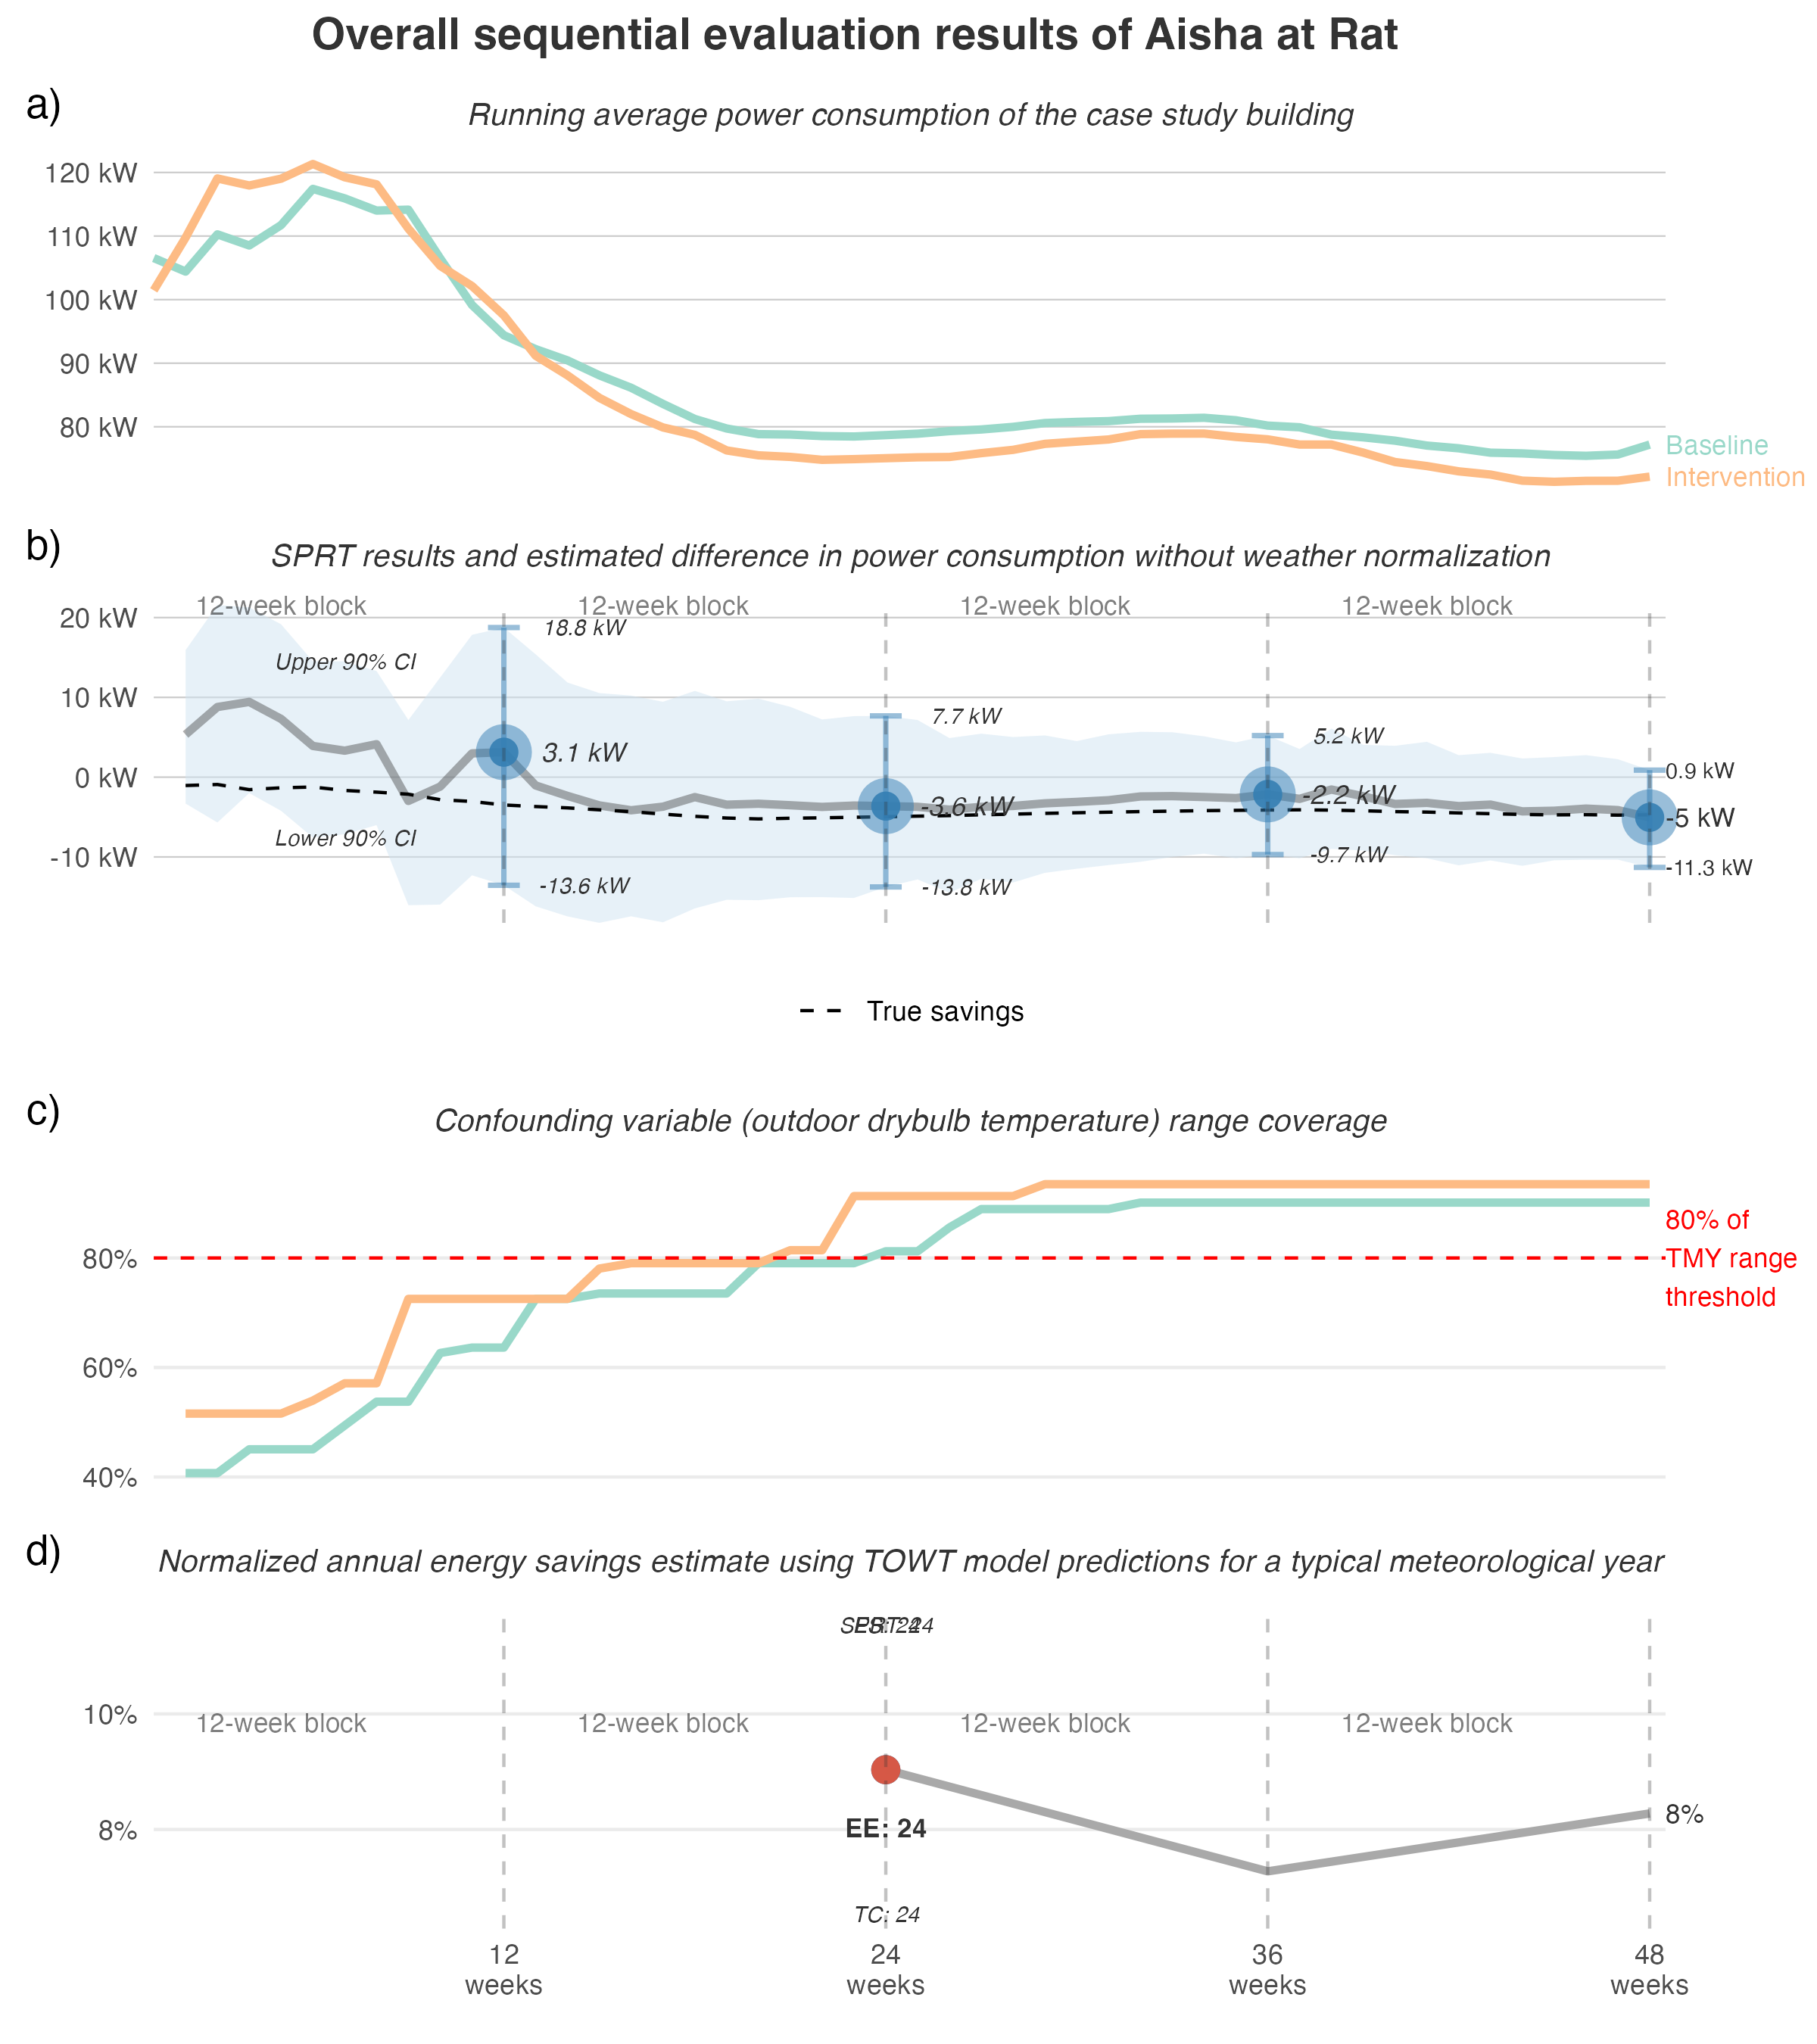 Overall sequential evaluation results of Aisha at Rat
a)
Running average power consumption of the case study building
120 kW
110 kW
100 kW
90 kW
80 kW
Baseline
Intervention
b)
SPRT results and estimated difference in power consumption without weather normalization
12-week block 12-week block 12-week block 12-week block
20 kW
10 kW
0 kW
-10 kW
Upper 90% CI
Lower 90% CI
18.8 kW
3.1 kW
-13.6 kW
7.7 kW
-3.6 kW
-13.8 kW
5.2 kW
-2.2 kW
-9.7 kW
0.9 kW
-5 kW
-11.3 kW
True savings
c)
Confounding variable (outdoor drybulb temperature) range coverage
80%
60%
40%
80% of
TMY range
threshold
d)
Normalized annual energy savings estimate using TOWT model predictions for a typical meteorological year
10%
8%
12-week block 12-week block 12-week block 12-week block
EE: 24
TC: 24
8%
12
weeks
24
weeks
36
weeks
48
weeks